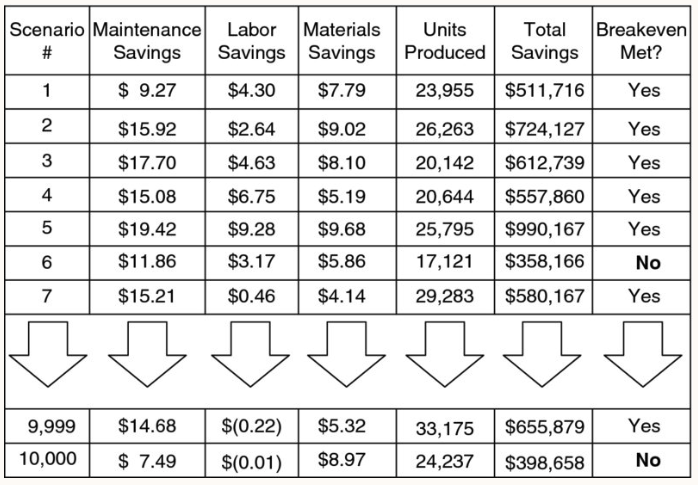 Scenario # Maintenance Savings Labor Savings Materials Savings Units Produced Total Savings Breakeven Met?
1 $ 9.27 $4.30 $7.79 23,955 $511,716 Yes
2 $15.92 $2.64 $9.02 26,263 $724,127 Yes
3 $17.70 $4.63 $8.10 20,142 $612,739 Yes
4 $15.08 $6.75 $5.19 20,644 $557,860 Yes
5 $19.42 $9.28 $9.68 25,795 $990,167 Yes
6 $11.86 $3.17 $5.86 17,121 $358,166 No
7 $15.21 $0.46 $4.14 29,283 $580,167 Yes
9,999 $14.68 $(0.22) $5.32 33,175 $655,879 Yes
10,000 $ 7.49 $(0.01) $8.97 24,237 $398,658 No